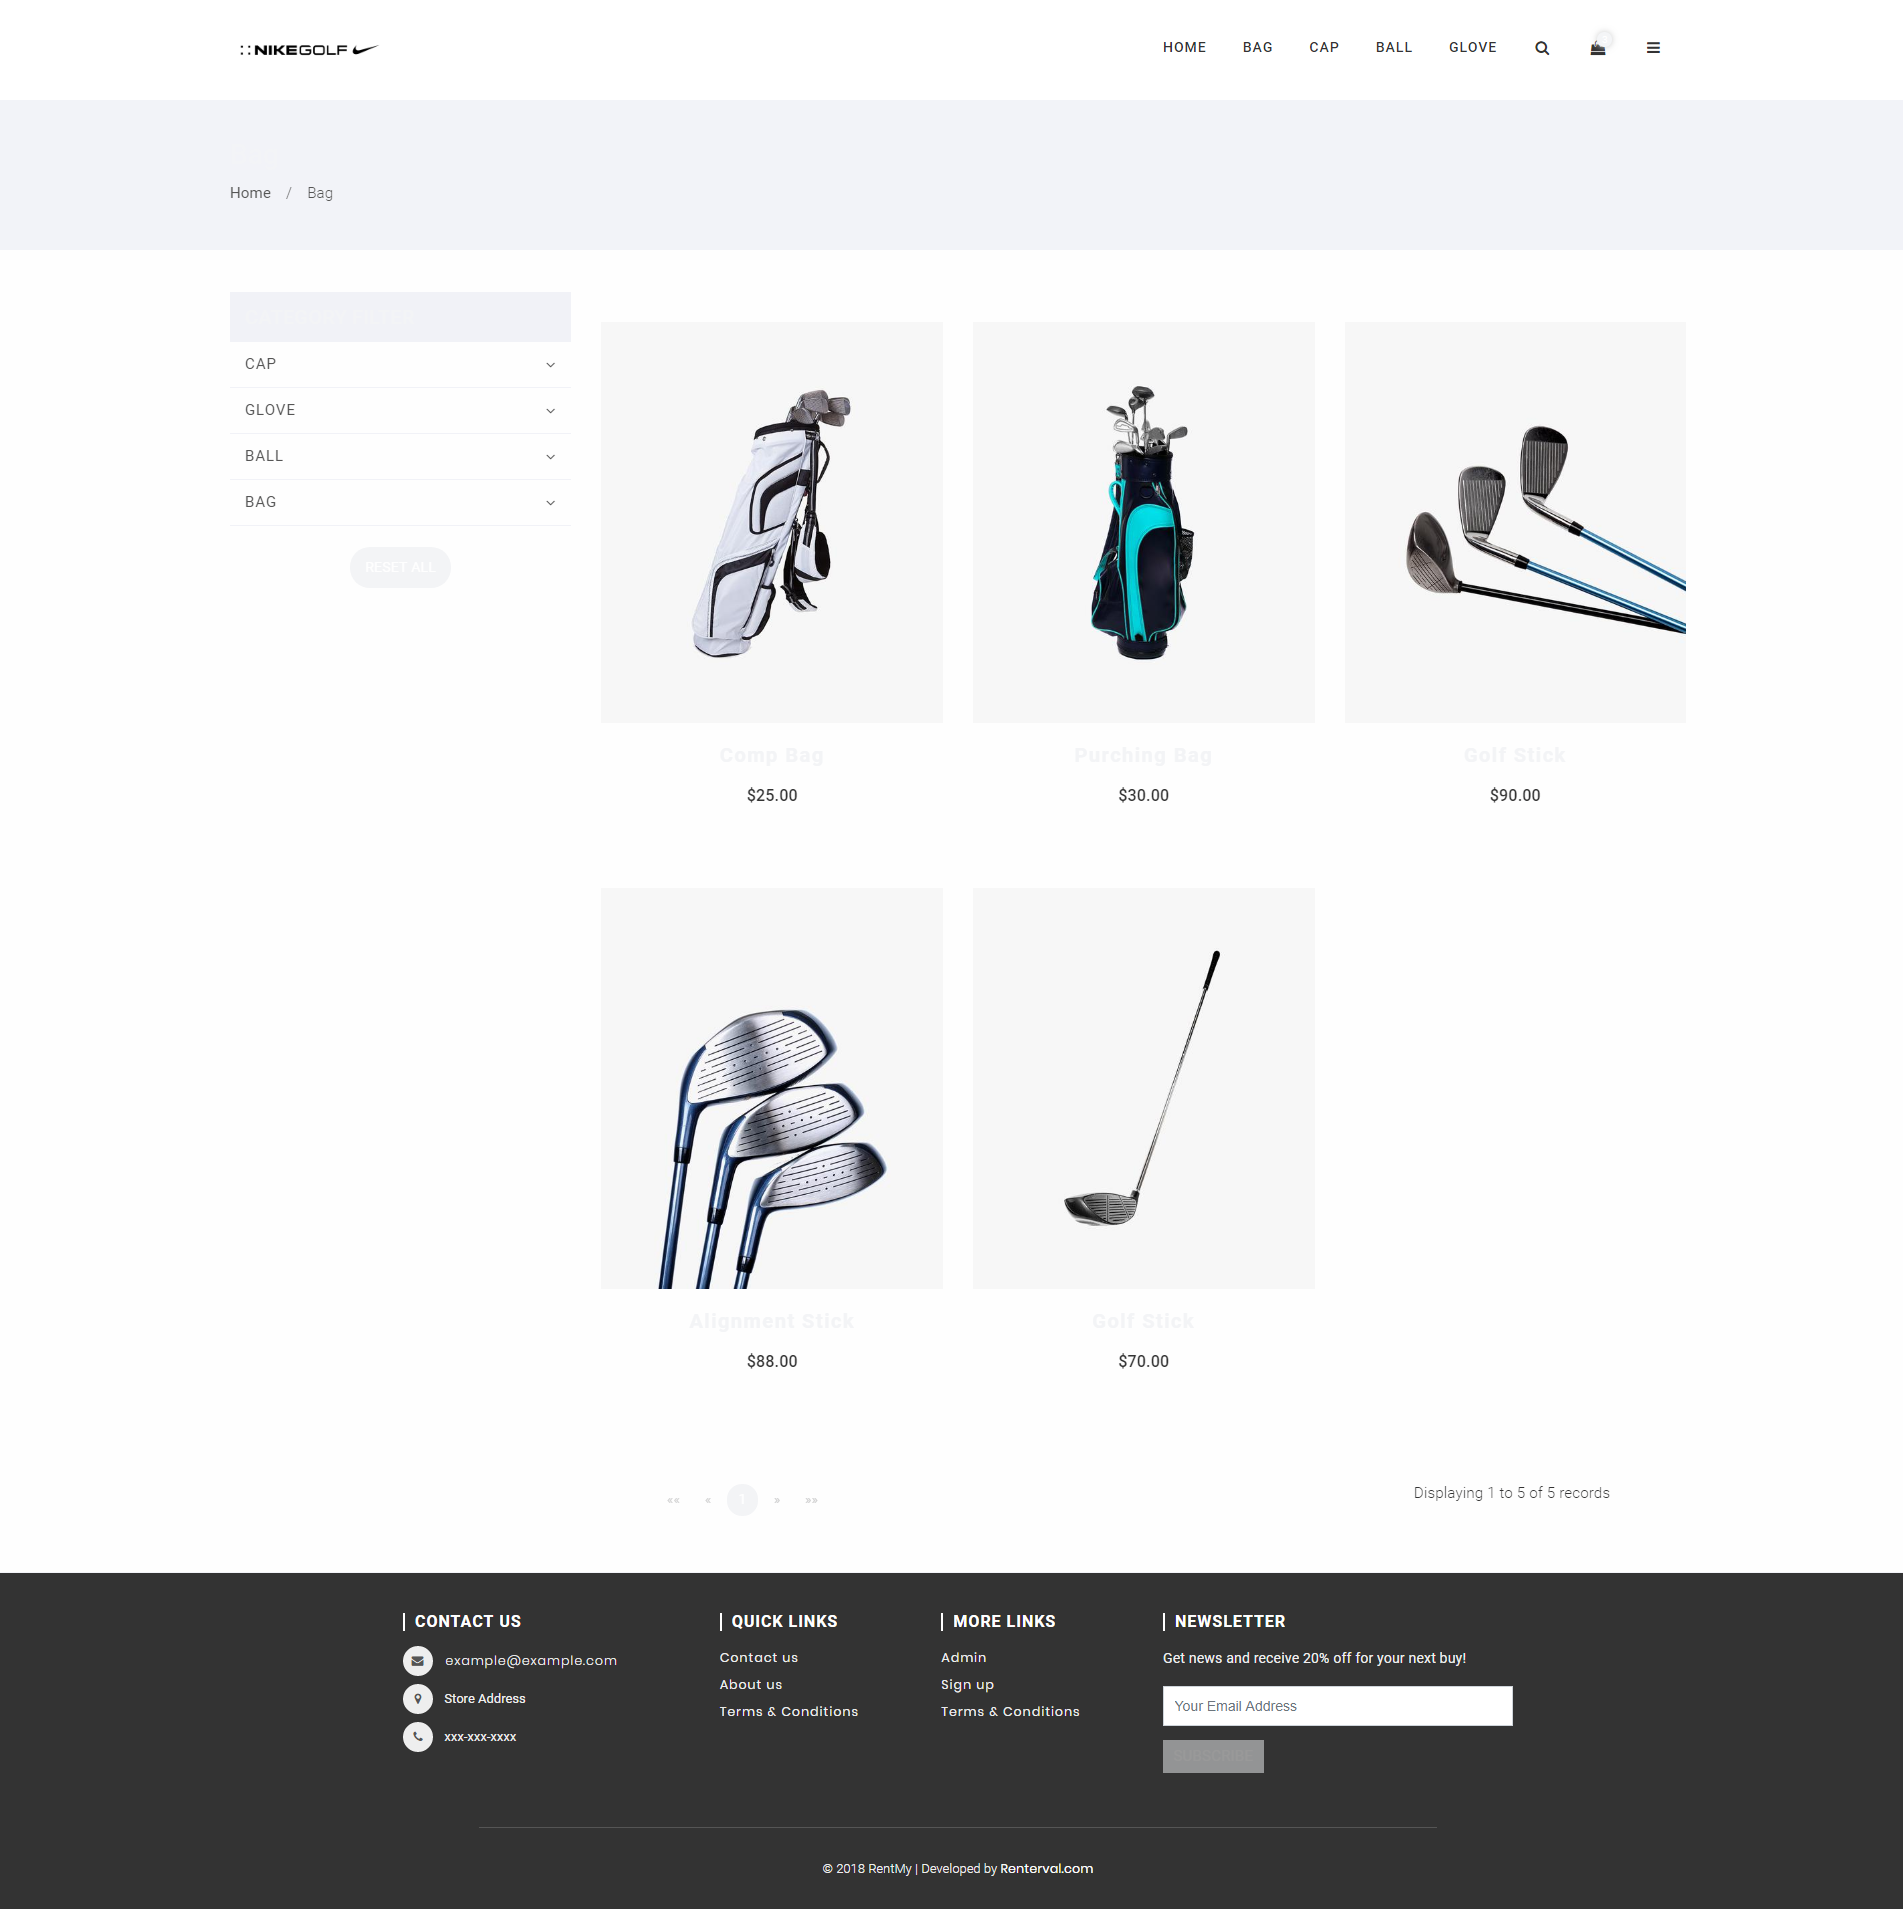 NIKEGOLF
HOME BAG CAP BALL GLOVE
Home / Bag
CATEGORY FILTER
CAP
GLOVE
BALL
BAG
RESET ALL
Comp Bag
$25.00
Purching Bag
$30.00
Golf Stick
$90.00
Alignment Stick
$88.00
Golf Stick
$70.00
«« « 1 » »»
Displaying 1 to 5 of 5 records
CONTACT US
example@example.com
Store Address
xxx-xxx-xxxx
QUICK LINKS
Contact us
About us
Terms & Conditions
MORE LINKS
Admin
Sign up
Terms & Conditions
NEWSLETTER
Get news and receive 20% off for your next buy!
Your Email Address
SUBSCRIBE
© 2018 RentMy | Developed by Renterval.com